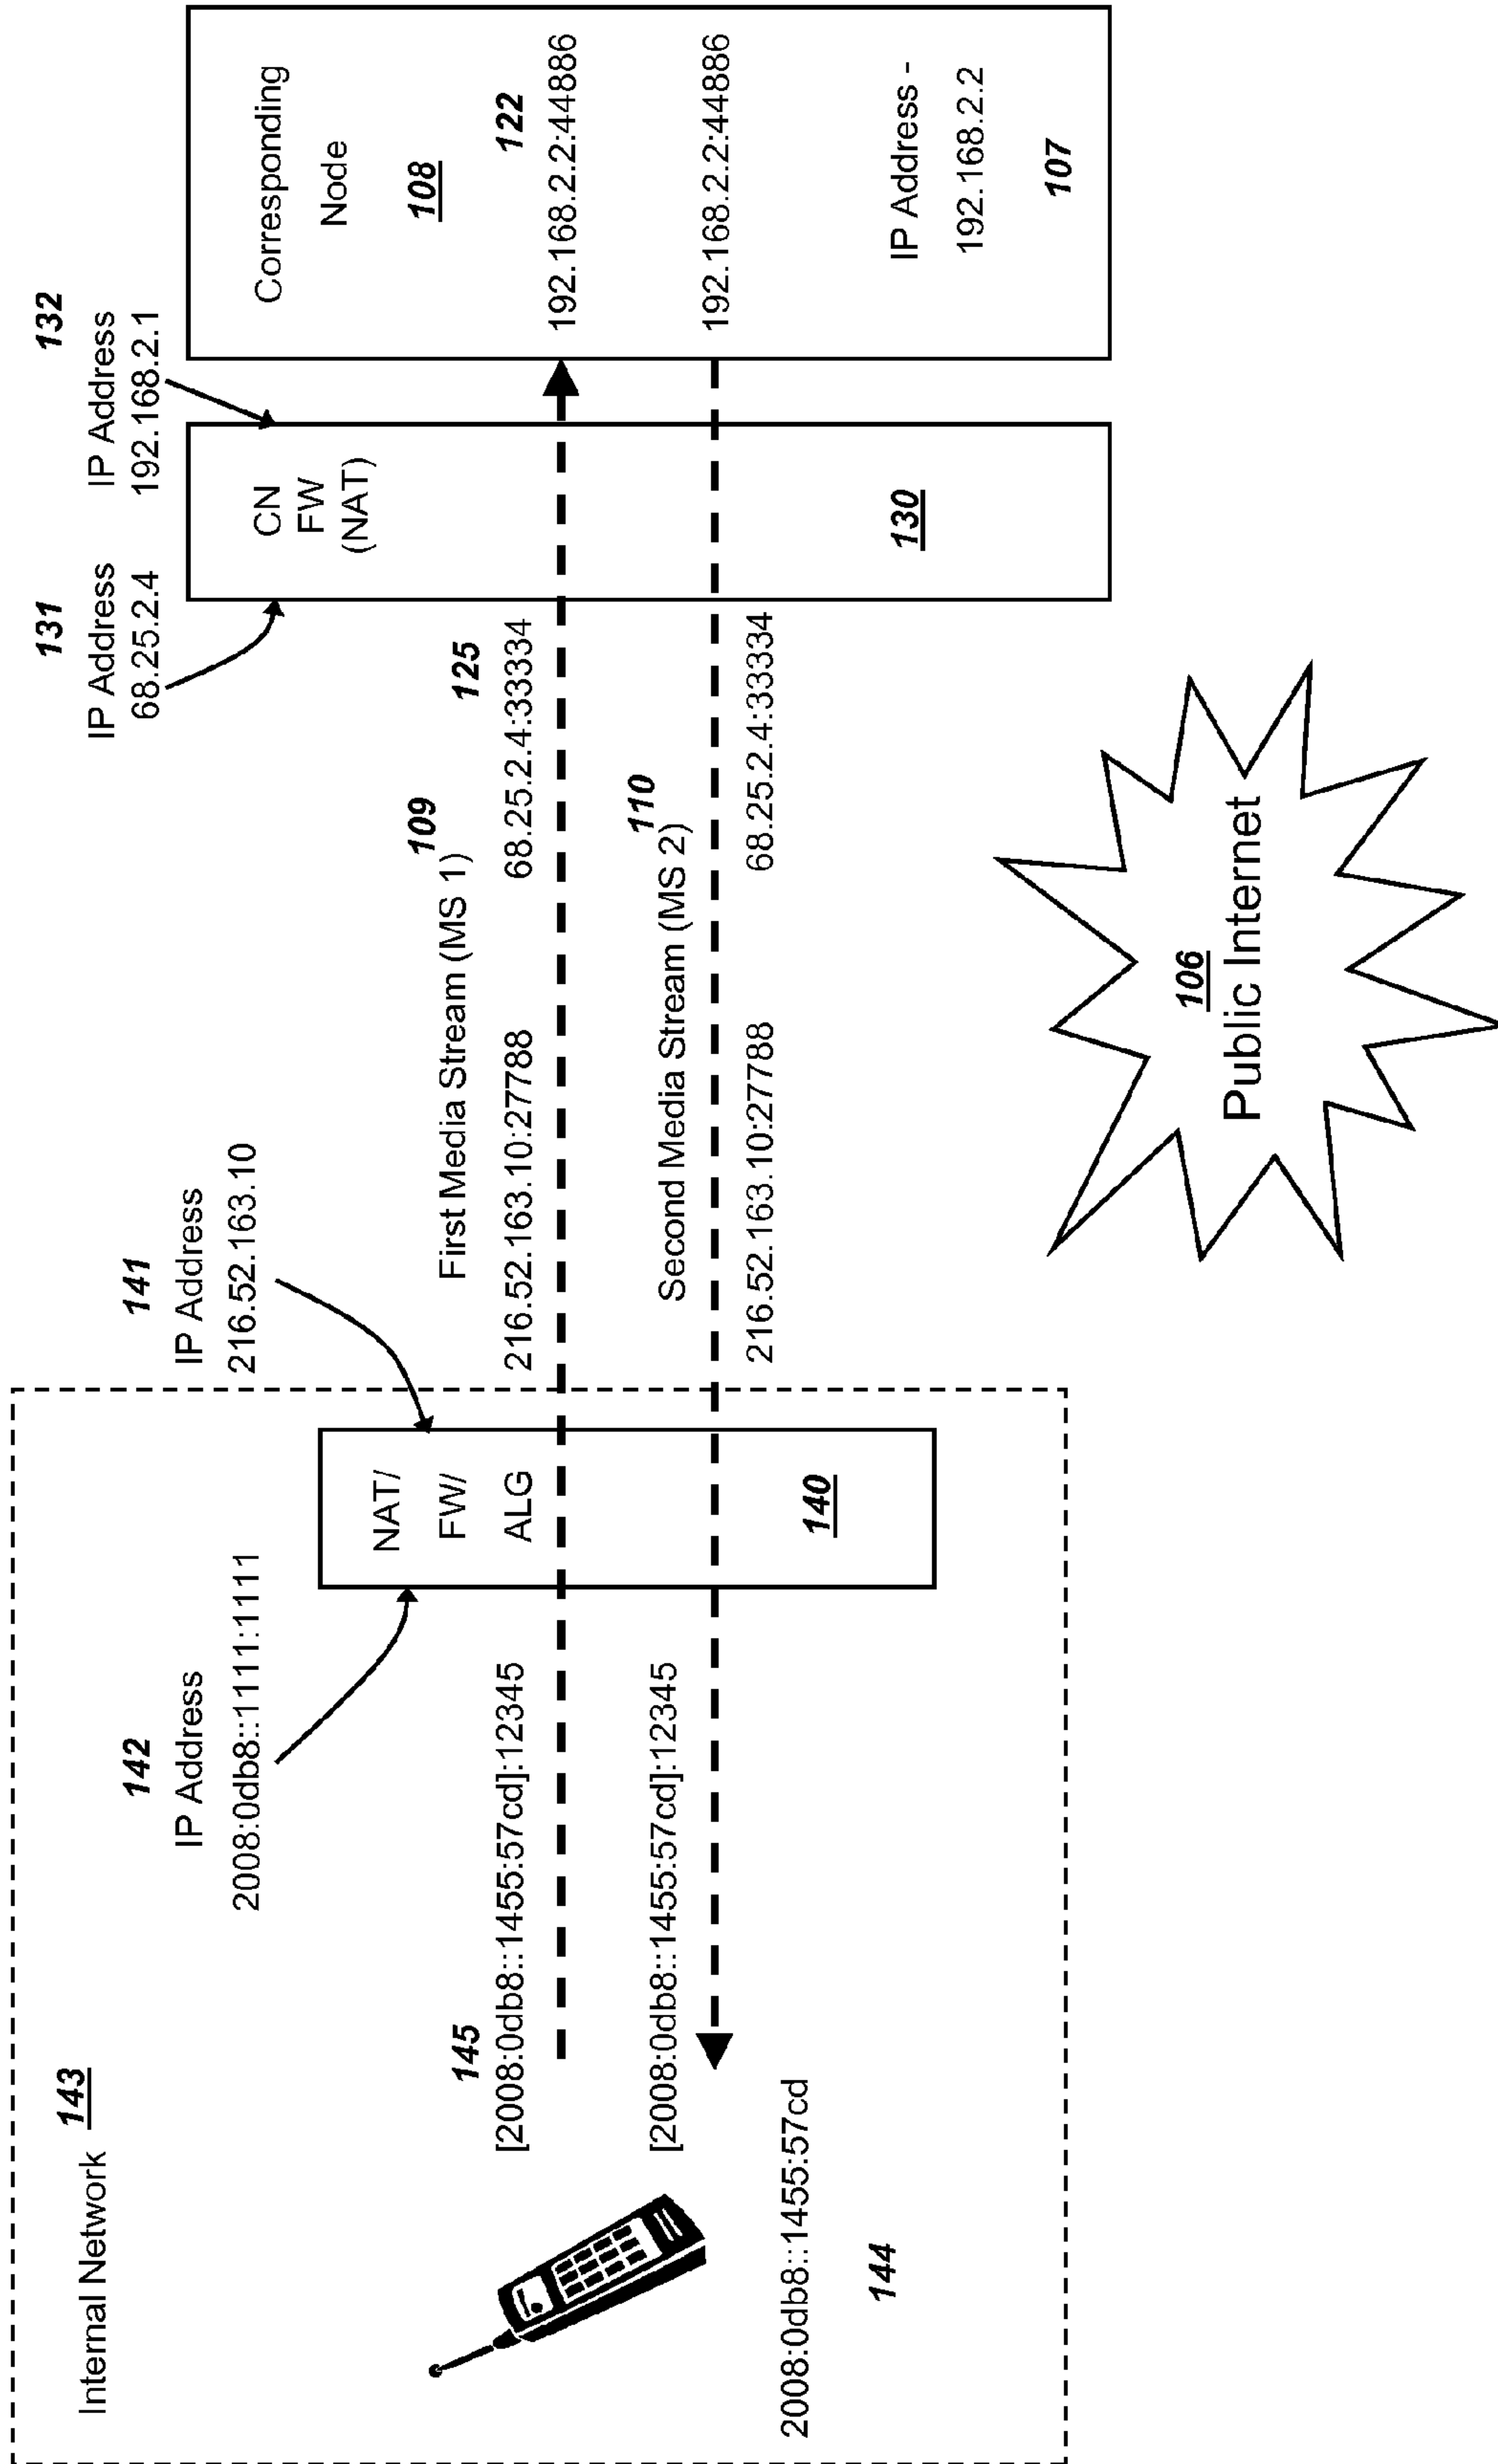 Internal Network 143
142
IP Address
2008:0db8::1111:1111
141
IP Address
216.52.163.10
131
IP Address
68.25.2.4
132
IP Address
192.168.2.1
NAT/
FW/
ALG
140
CN
FW
(NAT)
130
Corresponding
Node
108
122
192.168.2.2:44886
192.168.2.2:44886
IP Address -
192.168.2.2
107
145
[2008:0db8::1455:57cd]:12345
[2008:0db8::1455:57cd]:12345
2008:0db8::1455:57cd
144
109
First Media Stream (MS 1)
125
216.52.163.10:27788
68.25.2.4:33334
110
Second Media Stream (MS 2)
216.52.163.10:27788
68.25.2.4:33334
106
Public Internet